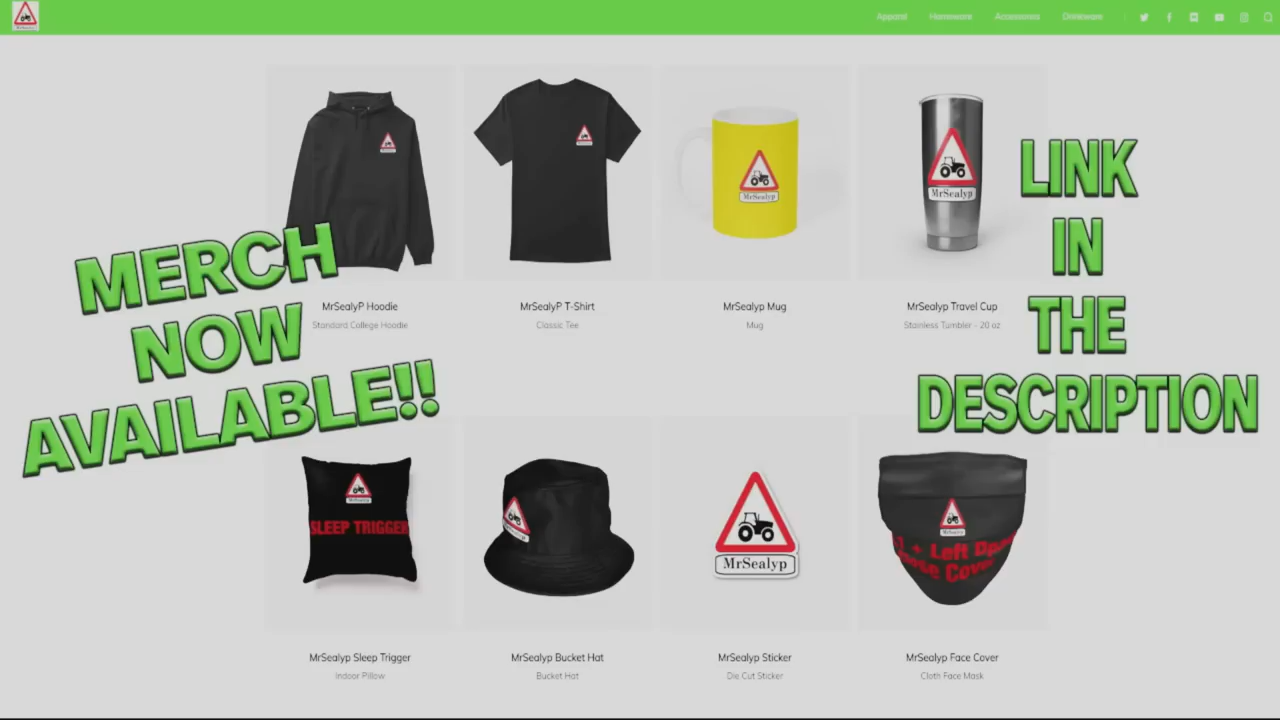 Apparel Homeware Accessories Drinkware
MERCH
NOW
AVAILABLE!!
LINK
IN
THE
DESCRIPTION
MrSealyp
MrSealyp
MrSealyP Hoodie
Standard College Hoodie
MrSealyP T-Shirt
Classic Tee
MrSealyp Mug
Mug
MrSealyp Travel Cup
Stainless Tumbler - 20 oz
SLEEP TRIGGER
MrSealyp
+ Left
Cover
MrSealyp Sleep Trigger
Indoor Pillow
MrSealyp Bucket Hat
Bucket Hat
MrSealyp Sticker
Die Cut Sticker
MrSealyp Face Cover
Cloth Face Mask